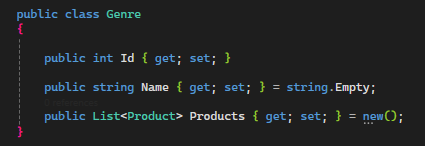 public class Genre
{
public int Id { get; set; }
public string Name { get; set; } = string.Empty;
public List<Product> Products { get; set; } = new();
}